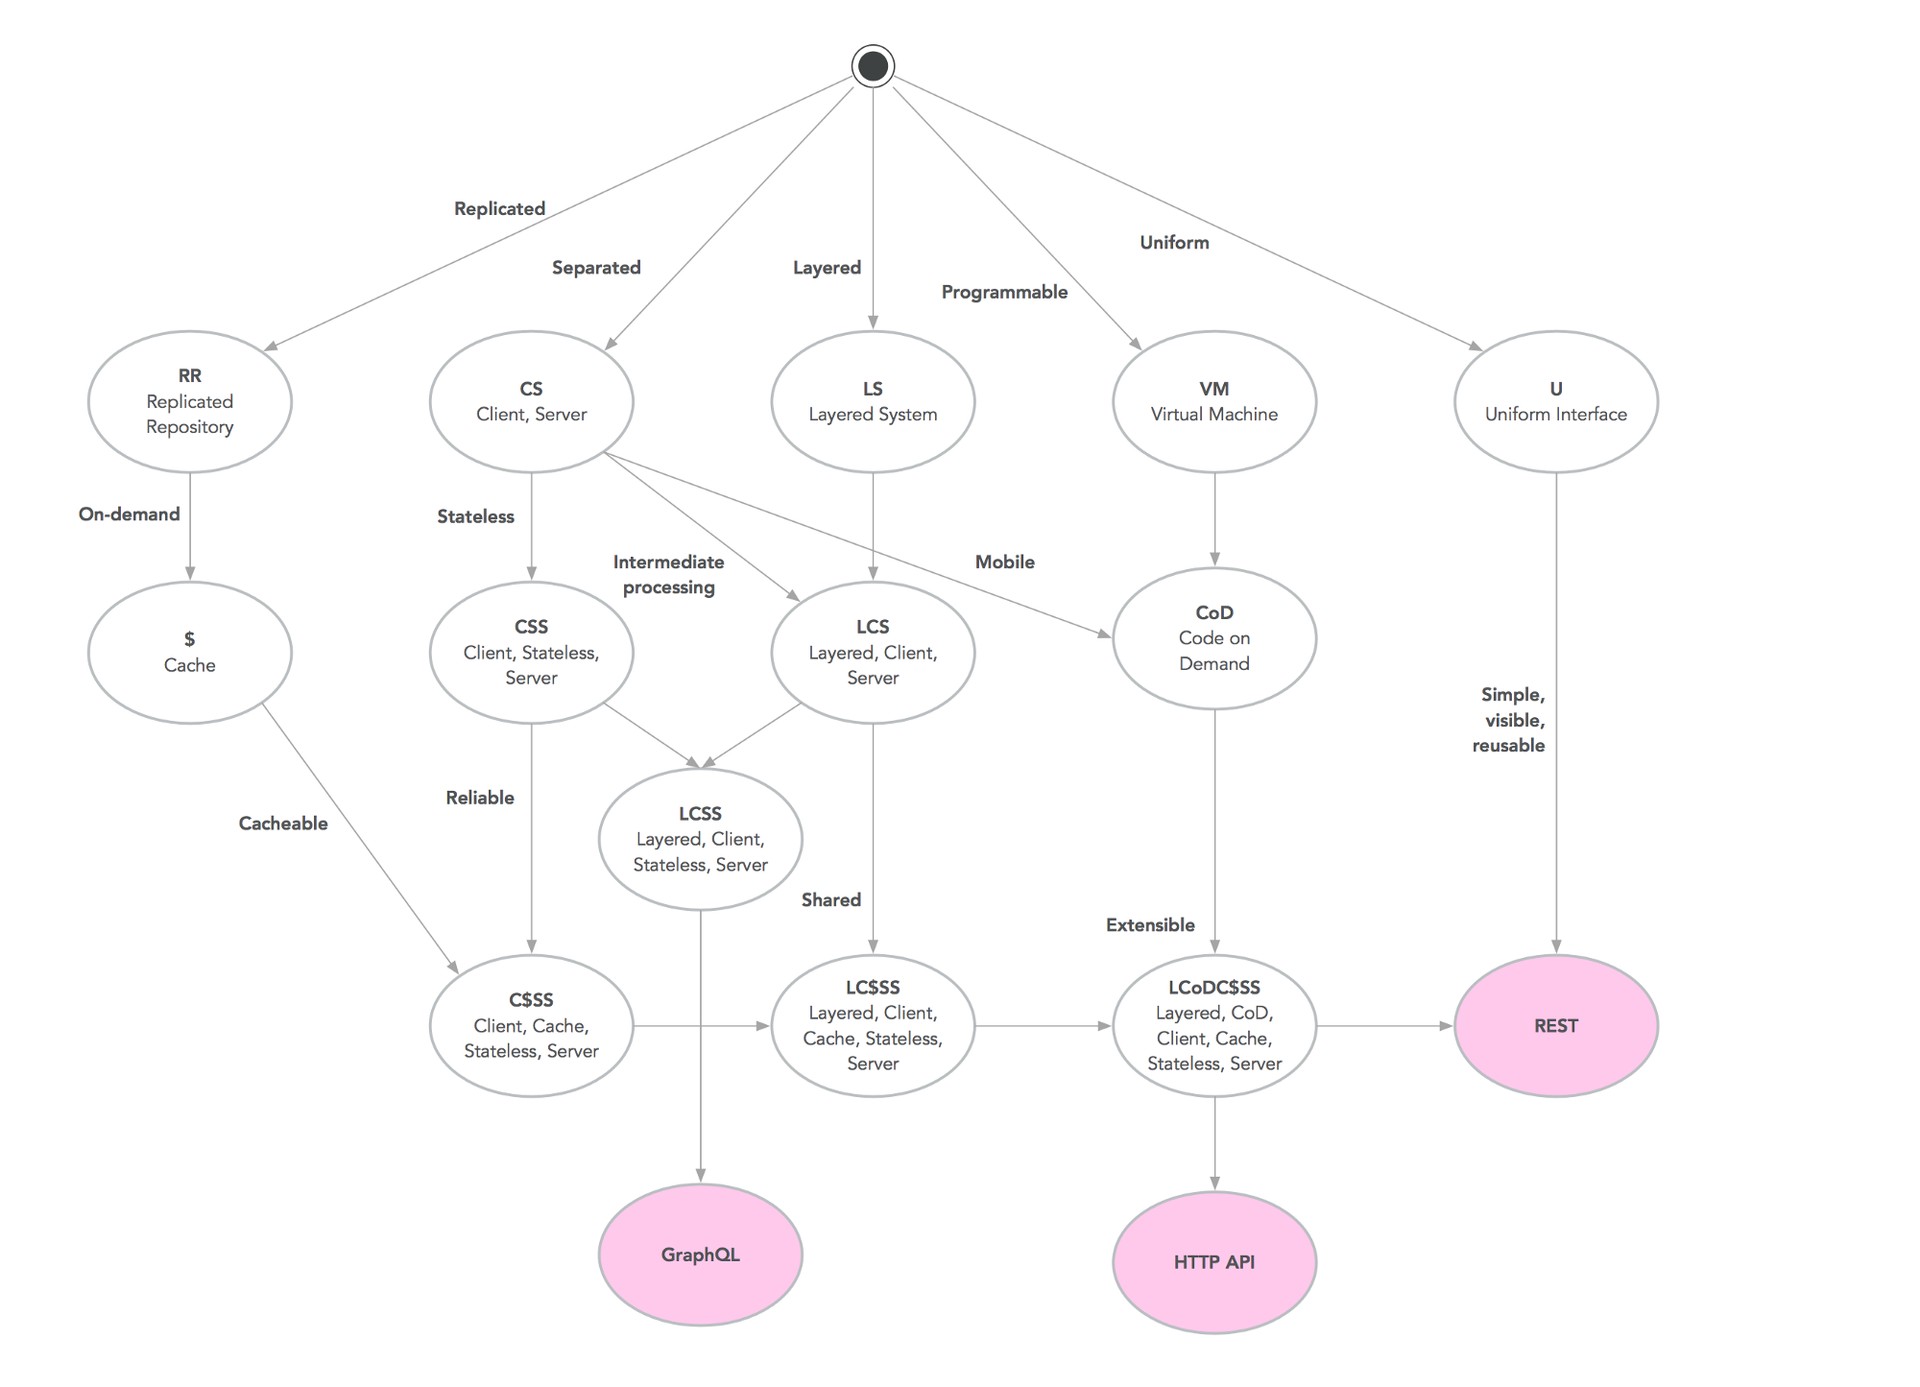 Replicated
Uniform
Separated
Layered
Programmable
RR
Replicated
Repository
CS
Client, Server
LS
Layered System
VM
Virtual Machine
U
Uniform Interface
On-demand
Stateless
Intermediate
processing
Mobile
$
Cache
CSS
Client, Stateless,
Server
LCS
Layered, Client,
Server
CoD
Code on
Demand
Simple,
visible,
reusable
Reliable
Cacheable
LCSS
Layered, Client,
Stateless, Server
Shared
Extensible
C$SS
Client, Cache,
Stateless, Server
LC$SS
Layered, Client,
Cache, Stateless,
Server
LCoDC$SS
Layered, CoD,
Client, Cache,
Stateless, Server
REST
GraphQL
HTTP API